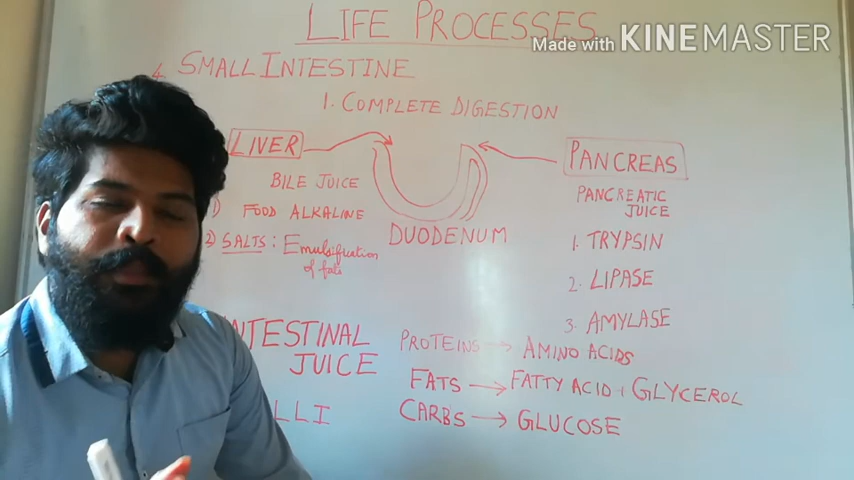 LIFE PROCESSES
Made with KINEMASTER
4. SMALL INTESTINE
1. COMPLETE DIGESTION
LIVER
PANCREAS
BILE JUICE
PANCREATIC
JUICE
1) FOOD ALKALINE
DUODENUM
2) SALTS: Emulsification
of fats
1. TRYPSIN
2. LIPASE
3. AMYLASE
INTESTINAL
JUICE
PROTEINS → AMINO ACIDS
FATS → FATTY ACID + GLYCEROL
CARBS → GLUCOSE